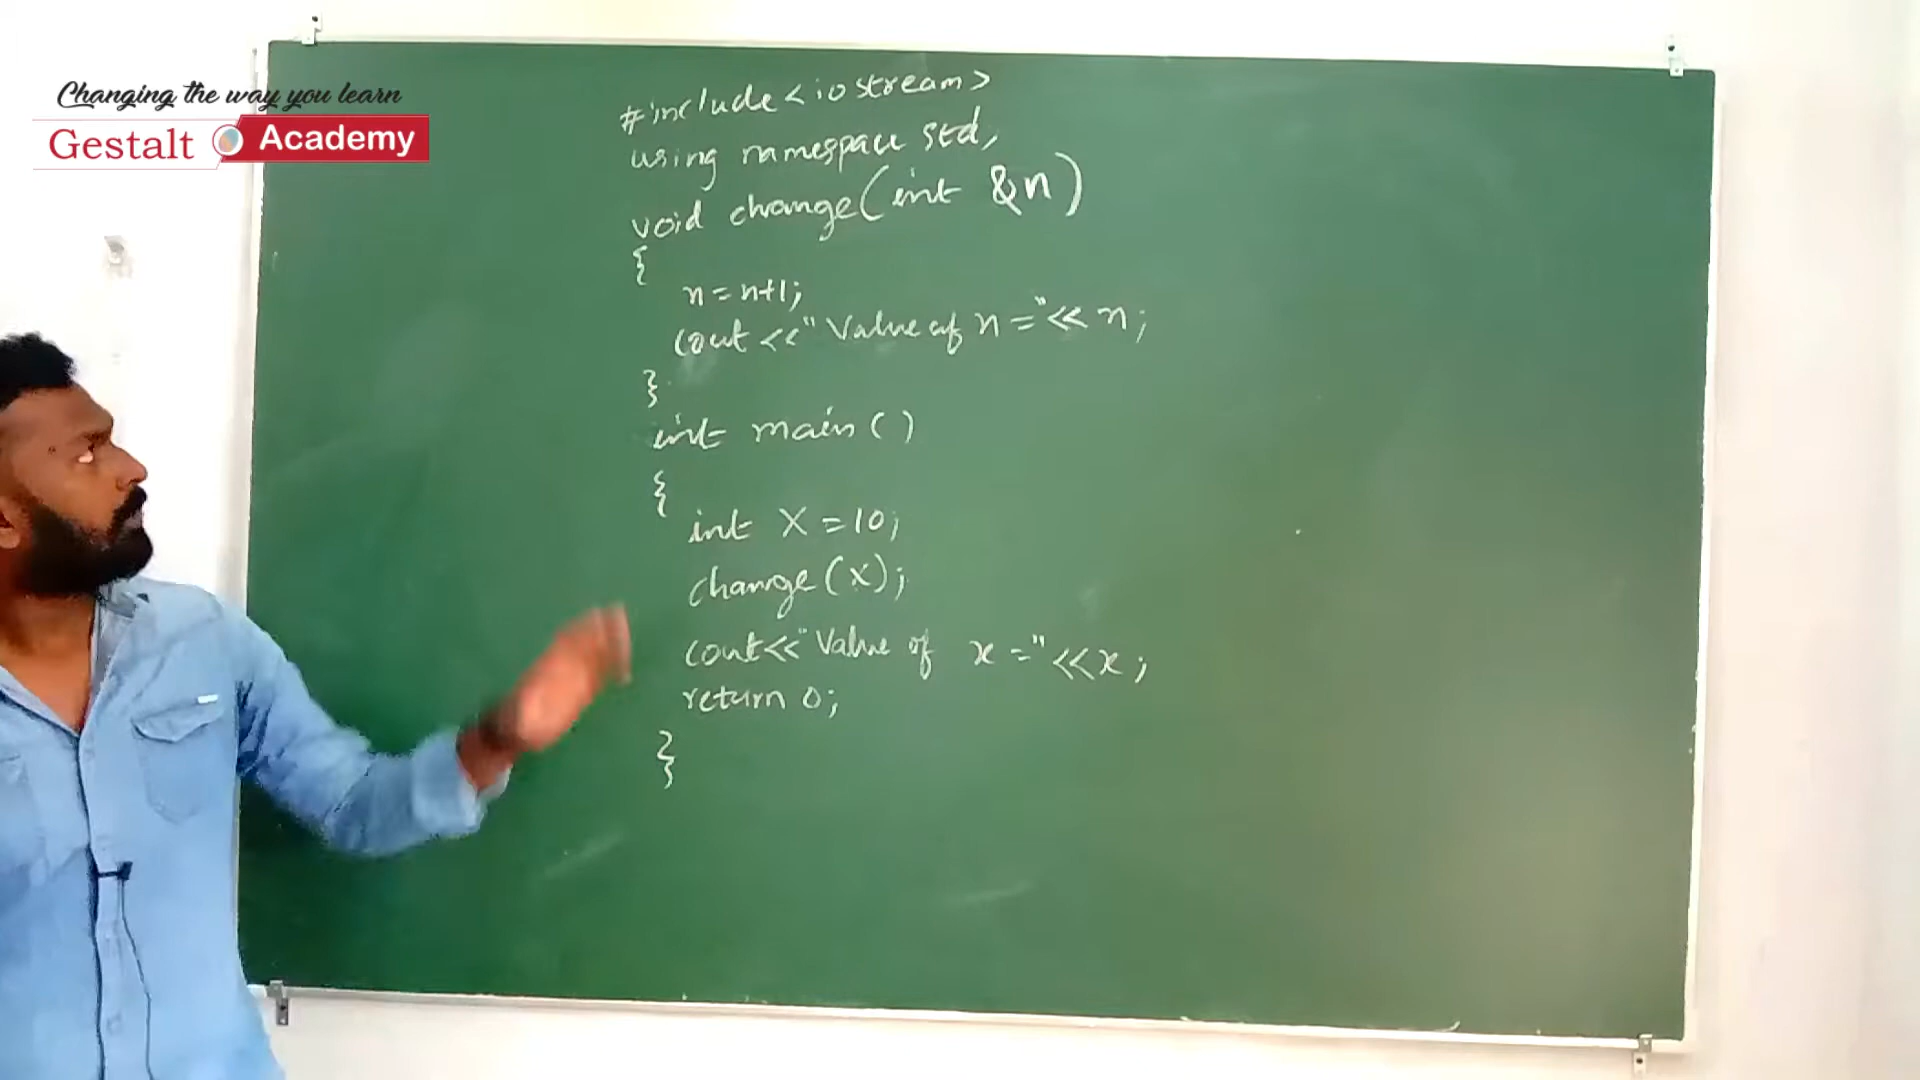 Changing the way you learn
Gestalt Academy
#include<iostream>
using namespace std,
void change(int &n)
{
n=n+1;
cout<<"Value of n="<<n;
}
int main()
{
int X=10;
change(x);
cout<<"Value of x="<<x;
return 0;
}